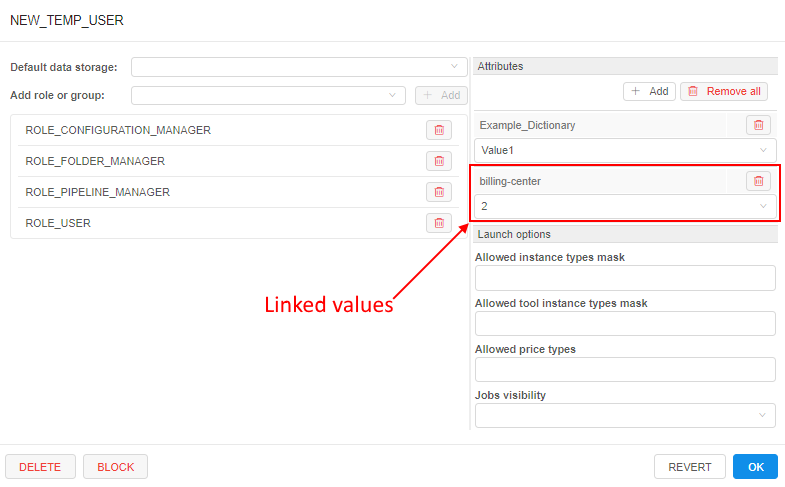 NEW_TEMP_USER
Default data storage:
Add role or group:
+ Add
ROLE_CONFIGURATION_MANAGER
ROLE_FOLDER_MANAGER
ROLE_PIPELINE_MANAGER
ROLE_USER
Linked values
Attributes
+ Add Remove all
Example_Dictionary
Value1
billing-center
2
Launch options
Allowed instance types mask
Allowed tool instance types mask
Allowed price types
Jobs visibility
DELETE BLOCK REVERT OK